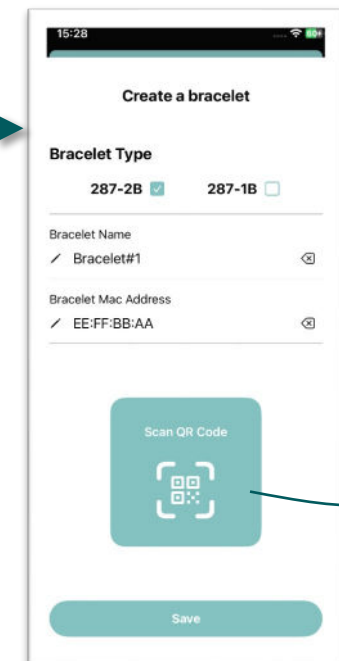 15:28
60
Create a bracelet
Bracelet Type
287-2B 287-1B
Bracelet Name
Bracelet#1
Bracelet Mac Address
EE:FF:BB:AA
Scan QR Code
Save